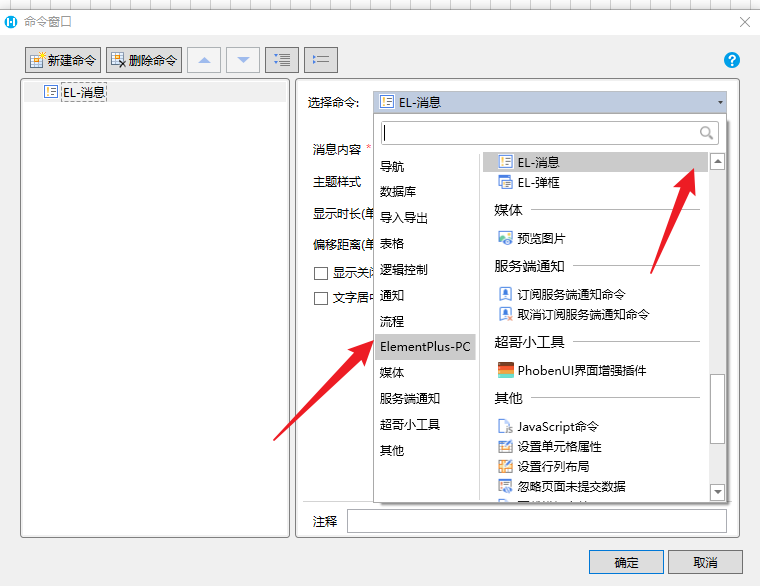 命令窗口
新建命令
删除命令
EL-消息
选择命令:
EL-消息
消息内容 *
主题样式
显示时长(单
偏移距离(单
显示关闭
文字居中
导航
数据库
导入导出
表格
逻辑控制
通知
流程
ElementPlus-PC
媒体
服务端通知
超哥小工具
其他
EL-消息
EL-弹框
媒体
预览图片
服务端通知
订阅服务端通知命令
取消订阅服务端通知命令
超哥小工具
PhobenUI界面增强插件
其他
JavaScript命令
设置单元格属性
设置行列布局
忽略页面未提交数据
注释
确定
取消